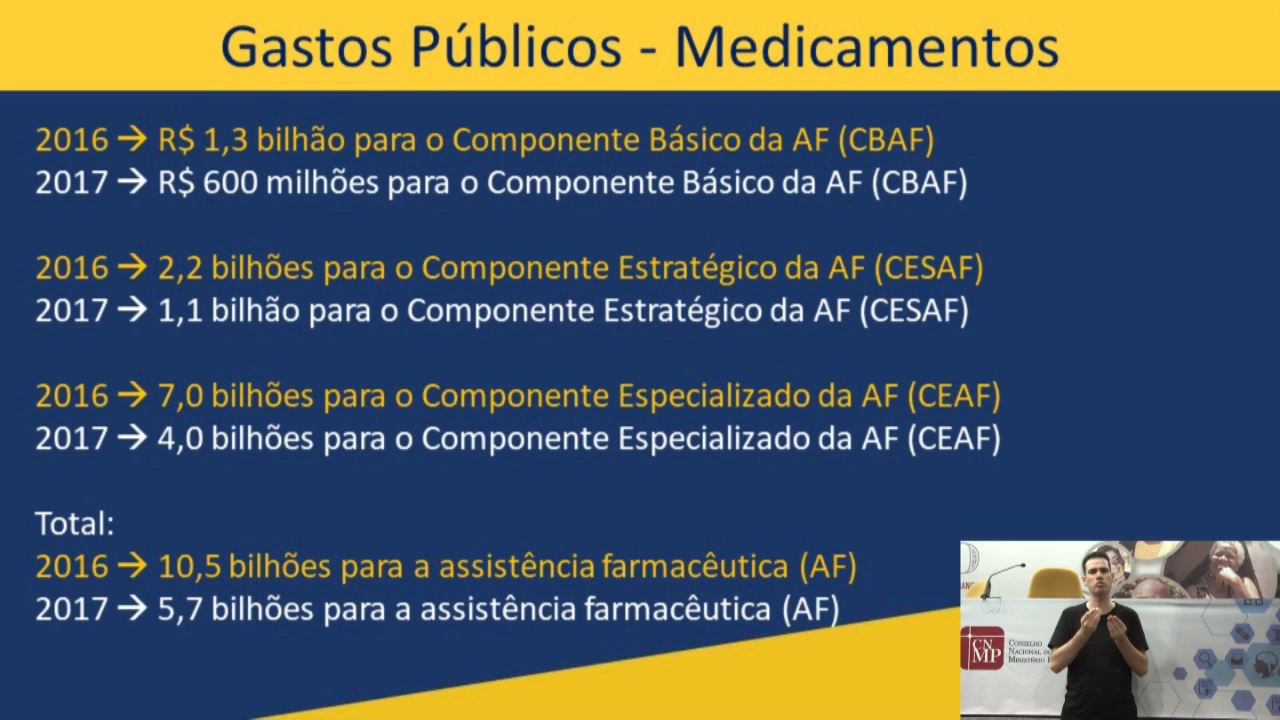 Gastos Públicos - Medicamentos
2016 → R$ 1,3 bilhão para o Componente Básico da AF (CBAF)
2017 → R$ 600 milhões para o Componente Básico da AF (CBAF)
2016 → 2,2 bilhões para o Componente Estratégico da AF (CESAF)
2017 → 1,1 bilhão para o Componente Estratégico da AF (CESAF)
2016 → 7,0 bilhões para o Componente Especializado da AF (CEAF)
2017 → 4,0 bilhões para o Componente Especializado da AF (CEAF)
Total:
2016 → 10,5 bilhões para a assistência farmacêutica (AF)
2017 → 5,7 bilhões para a assistência farmacêutica (AF)
CN
MP
Conselho
Nacional
Ministério